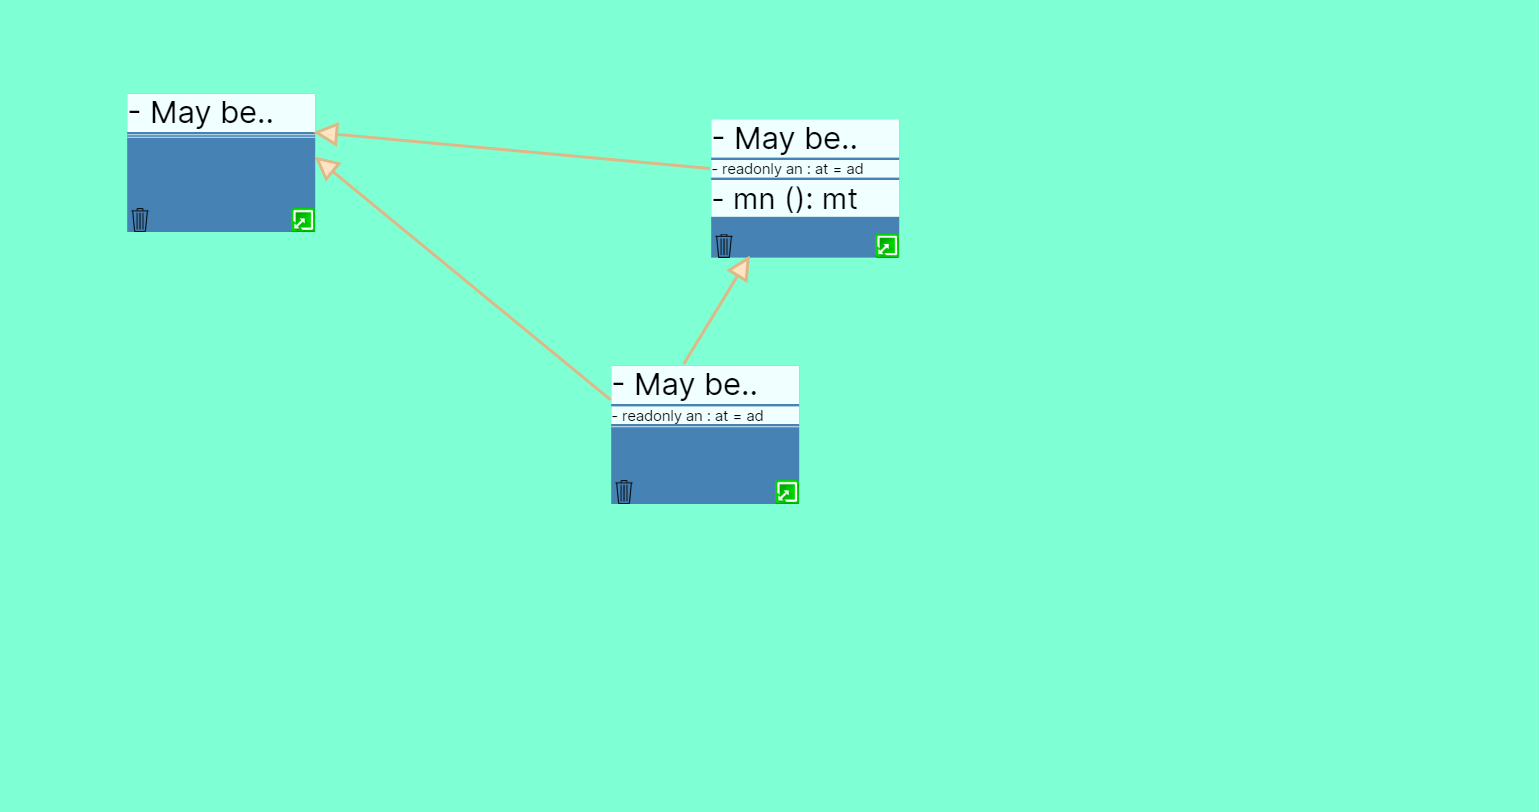 - May be..
- May be..
- readonly an : at = ad
- mn (): mt
- May be..
- readonly an : at = ad